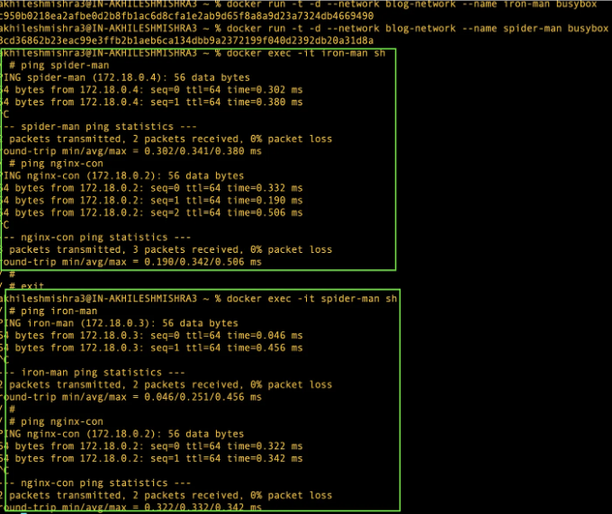 akhileshmishra3@IN-AKHILESHMISHRA3 ~ % docker run -t -d --network blog-network --name iron-man busybox
c950b0218ea2afbe0d2b8fb1ac6d8cfa1e2ab9d65f8a8a9d23a7324db4669490
akhileshmishra3@IN-AKHILESHMISHRA3 ~ % docker run -t -d --network blog-network --name spider-man busybox
8cd36862b23eac99e3ffb2b1aeb6ca134dbb9a2372199f040d2392db20a31d8a
akhileshmishra3@IN-AKHILESHMISHRA3 ~ % docker exec -it iron-man sh
/ # ping spider-man
PING spider-man (172.18.0.4): 56 data bytes
64 bytes from 172.18.0.4: seq=0 ttl=64 time=0.302 ms
64 bytes from 172.18.0.4: seq=1 ttl=64 time=0.380 ms
^C
--- spider-man ping statistics ---
2 packets transmitted, 2 packets received, 0% packet loss
round-trip min/avg/max = 0.302/0.341/0.380 ms
/ # ping nginx-con
PING nginx-con (172.18.0.2): 56 data bytes
64 bytes from 172.18.0.2: seq=0 ttl=64 time=0.332 ms
64 bytes from 172.18.0.2: seq=1 ttl=64 time=0.190 ms
64 bytes from 172.18.0.2: seq=2 ttl=64 time=0.506 ms
^C
--- nginx-con ping statistics ---
3 packets transmitted, 3 packets received, 0% packet loss
round-trip min/avg/max = 0.190/0.342/0.506 ms
/ #
/ # exit
akhileshmishra3@IN-AKHILESHMISHRA3 ~ % docker exec -it spider-man sh
/ # ping iron-man
PING iron-man (172.18.0.3): 56 data bytes
64 bytes from 172.18.0.3: seq=0 ttl=64 time=0.046 ms
64 bytes from 172.18.0.3: seq=1 ttl=64 time=0.456 ms
^C
--- iron-man ping statistics ---
2 packets transmitted, 2 packets received, 0% packet loss
round-trip min/avg/max = 0.046/0.251/0.456 ms
/ #
/ # ping nginx-con
PING nginx-con (172.18.0.2): 56 data bytes
64 bytes from 172.18.0.2: seq=0 ttl=64 time=0.322 ms
64 bytes from 172.18.0.2: seq=1 ttl=64 time=0.342 ms
^C
--- nginx-con ping statistics ---
2 packets transmitted, 2 packets received, 0% packet loss
round-trip min/avg/max = 0.322/0.332/0.342 ms